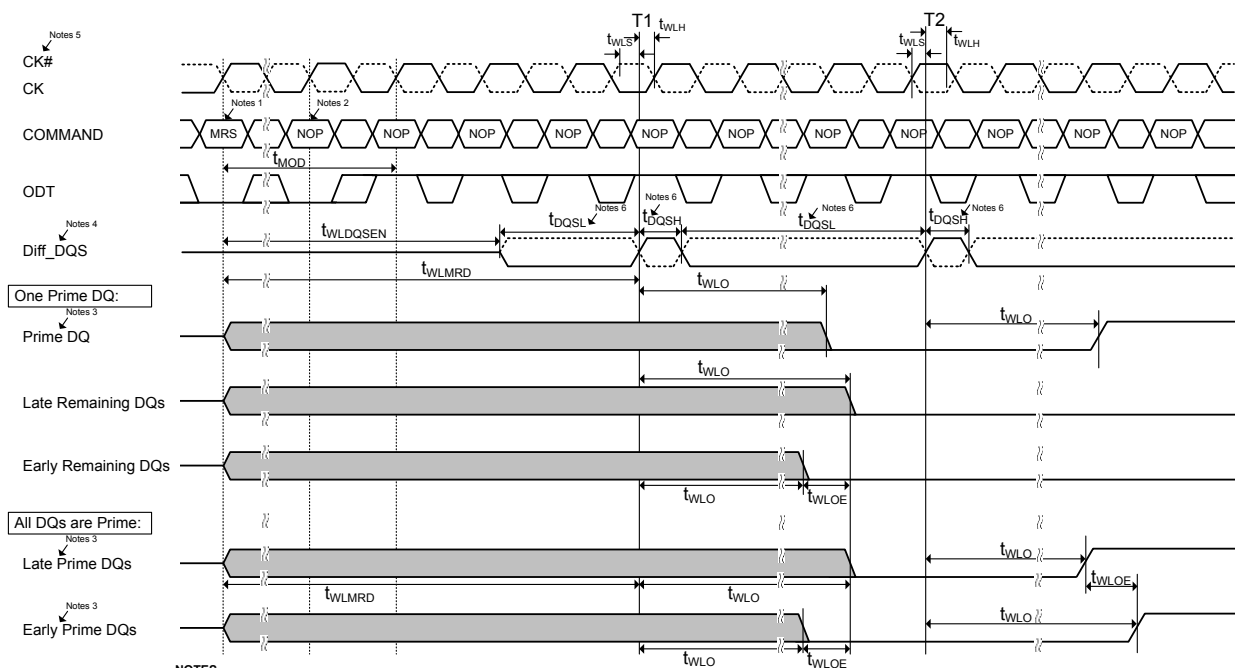 T1 T2
Notes 5 tWLS tWLH tWLS tWLH
CK#
CK
Notes 1 Notes 2
COMMAND MRS NOP NOP NOP NOP NOP NOP NOP NOP NOP NOP NOP
tMOD
ODT
Notes 6 Notes 6 Notes 6 Notes 6
Notes 4 tDQSL tDQSH tDQSL tDQSH
tWLDQSEN
Diff_DQS
tWLMRD
tWLO
One Prime DQ:
Notes 3
Prime DQ tWLO
tWLO
Late Remaining DQs
Early Remaining DQs
tWLO tWLOE
All DQs are Prime:
Notes 3
Late Prime DQs tWLO
tWLMRD tWLO tWLOE
Notes 3
Early Prime DQs tWLO
tWLO tWLOE
NOTES